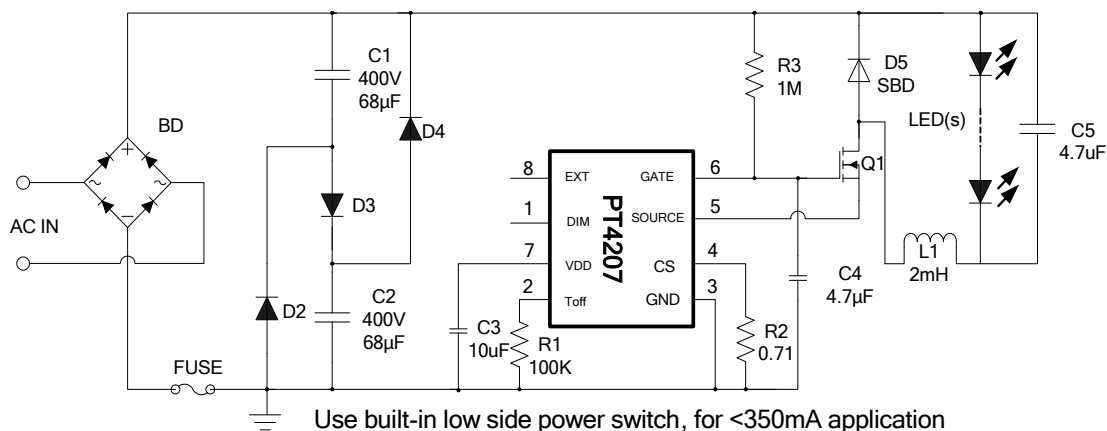 C1
400V
68µF
D4
BD
AC IN
D2
D3
C2
400V
68µF
FUSE
C3
10uF
R1
100K
8
1
7
2
EXT
DIM
VDD
Toff
PT4207
GATE
SOURCE
CS
GND
6
5
4
3
R3
1M
D5
SBD
Q1
LED(s)
C5
4.7uF
L1
2mH
C4
4.7µF
R2
0.71
Use built-in low side power switch, for <350mA application